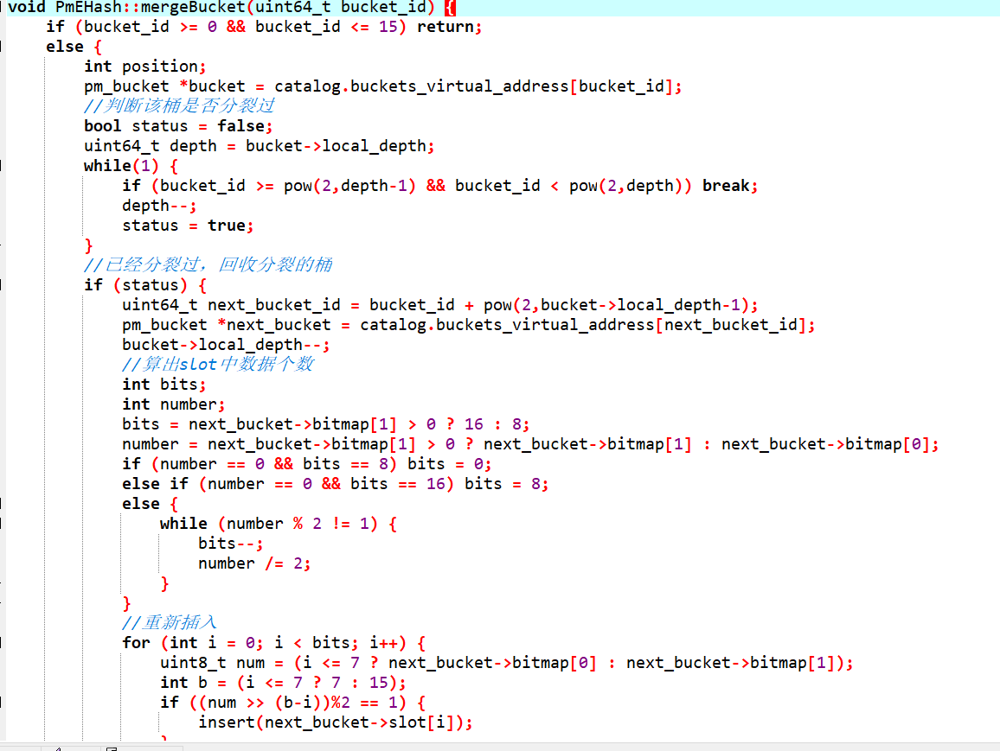 void PmEHash::mergeBucket(uint64_t bucket_id) {
    if (bucket_id >= 0 && bucket_id <= 15) return;
    else {
        int position;
        pm_bucket *bucket = catalog.buckets_virtual_address[bucket_id];
        //判断该桶是否分裂过
        bool status = false;
        uint64_t depth = bucket->local_depth;
        while(1) {
            if (bucket_id >= pow(2,depth-1) && bucket_id < pow(2,depth)) break;
            depth--;
            status = true;
        }
        //已经分裂过，回收分裂的桶
        if (status) {
            uint64_t next_bucket_id = bucket_id + pow(2,bucket->local_depth-1);
            pm_bucket *next_bucket = catalog.buckets_virtual_address[next_bucket_id];
            bucket->local_depth--;
            //算出slot中数据个数
            int bits;
            int number;
            bits = next_bucket->bitmap[1] > 0 ? 16 : 8;
            number = next_bucket->bitmap[1] > 0 ? next_bucket->bitmap[1] : next_bucket->bitmap[0];
            if (number == 0 && bits == 8) bits = 0;
            else if (number == 0 && bits == 16) bits = 8;
            else {
                while (number % 2 != 1) {
                    bits--;
                    number /= 2;
                }
            }
            //重新插入
            for (int i = 0; i < bits; i++) {
                uint8_t num = (i <= 7 ? next_bucket->bitmap[0] : next_bucket->bitmap[1]);
                int b = (i <= 7 ? 7 : 15);
                if ((num >> (b-i))%2 == 1) {
                    insert(next_bucket->slot[i]);
                }